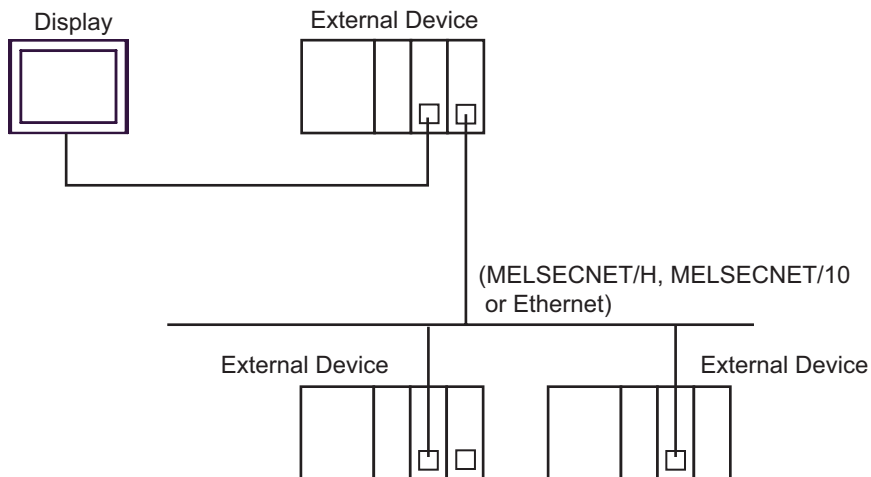 Display
External Device
(MELSECNET/H, MELSECNET/10
or Ethernet)
External Device
External Device